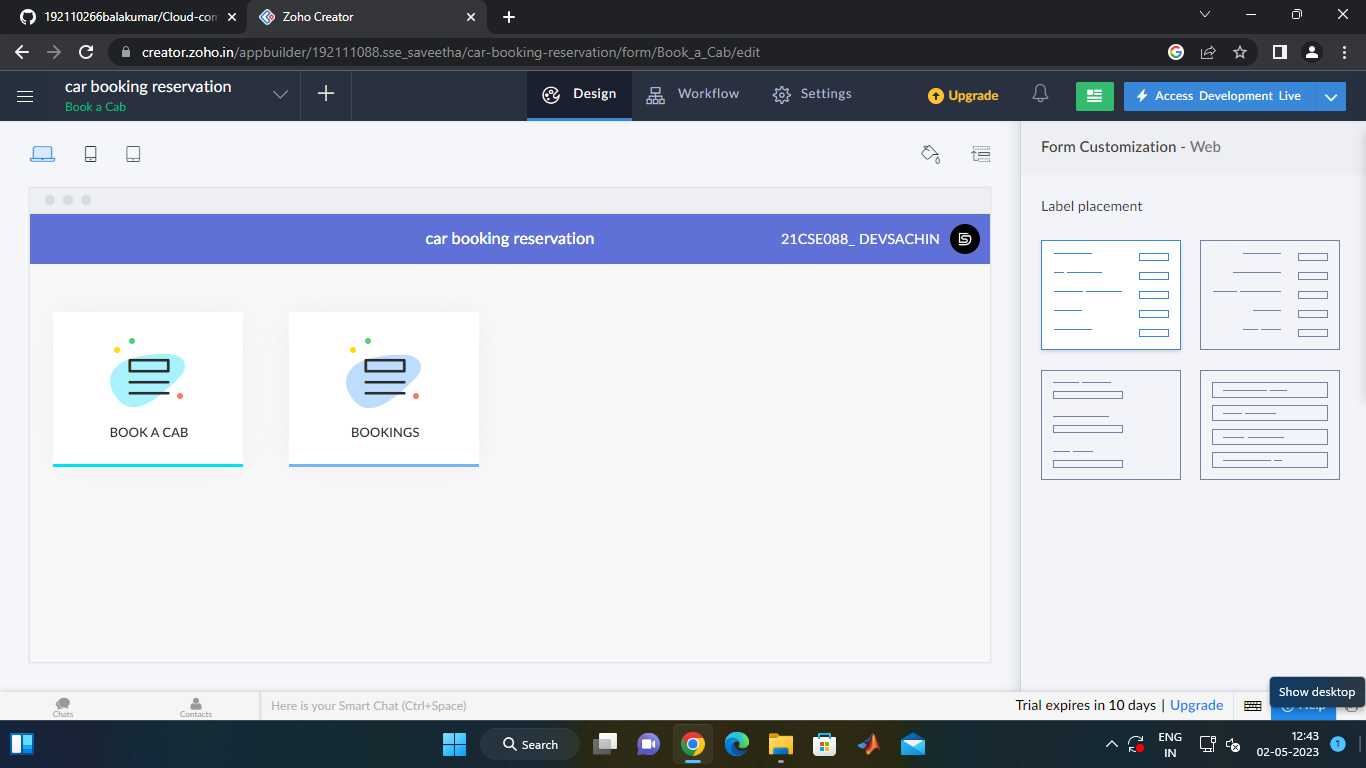 192110266balakumar/Cloud-com
Zoho Creator
creator.zoho.in/appbuilder/192111088.sse_saveetha/car-booking-reservation/form/Book_a_Cab/edit
car booking reservation
Book a Cab
Design
Workflow
Settings
Upgrade
Access Development Live
Form Customization - Web
Label placement
car booking reservation
21CSE088_ DEVSACHIN
BOOK A CAB
BOOKINGS
Chats
Contacts
Here is your Smart Chat (Ctrl+Space)
Trial expires in 10 days | Upgrade
Show desktop
Help
Search
ENG
IN
12:43
02-05-2023
1